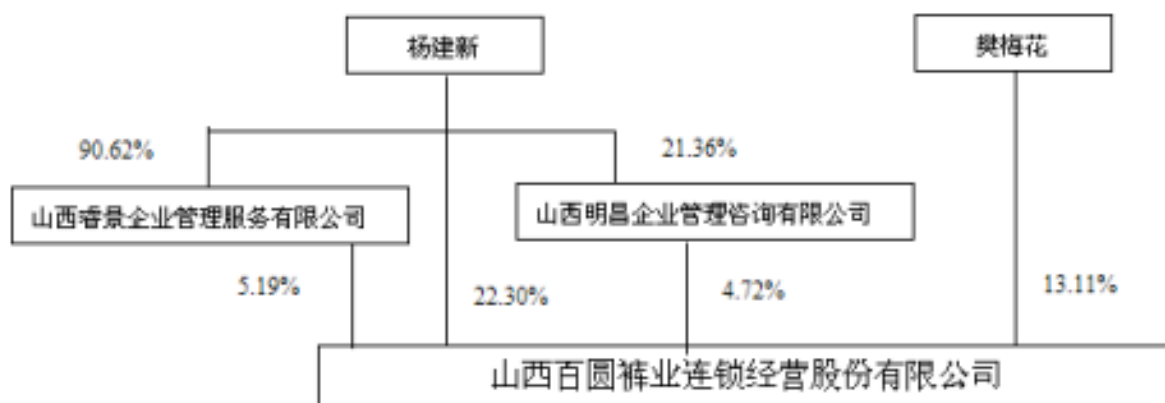 杨建新
樊梅花
90.62%
21.36%
山西睿景企业管理服务有限公司
山西明昌企业管理咨询有限公司
5.19%
22.30%
4.72%
13.11%
山西百圆裤业连锁经营股份有限公司